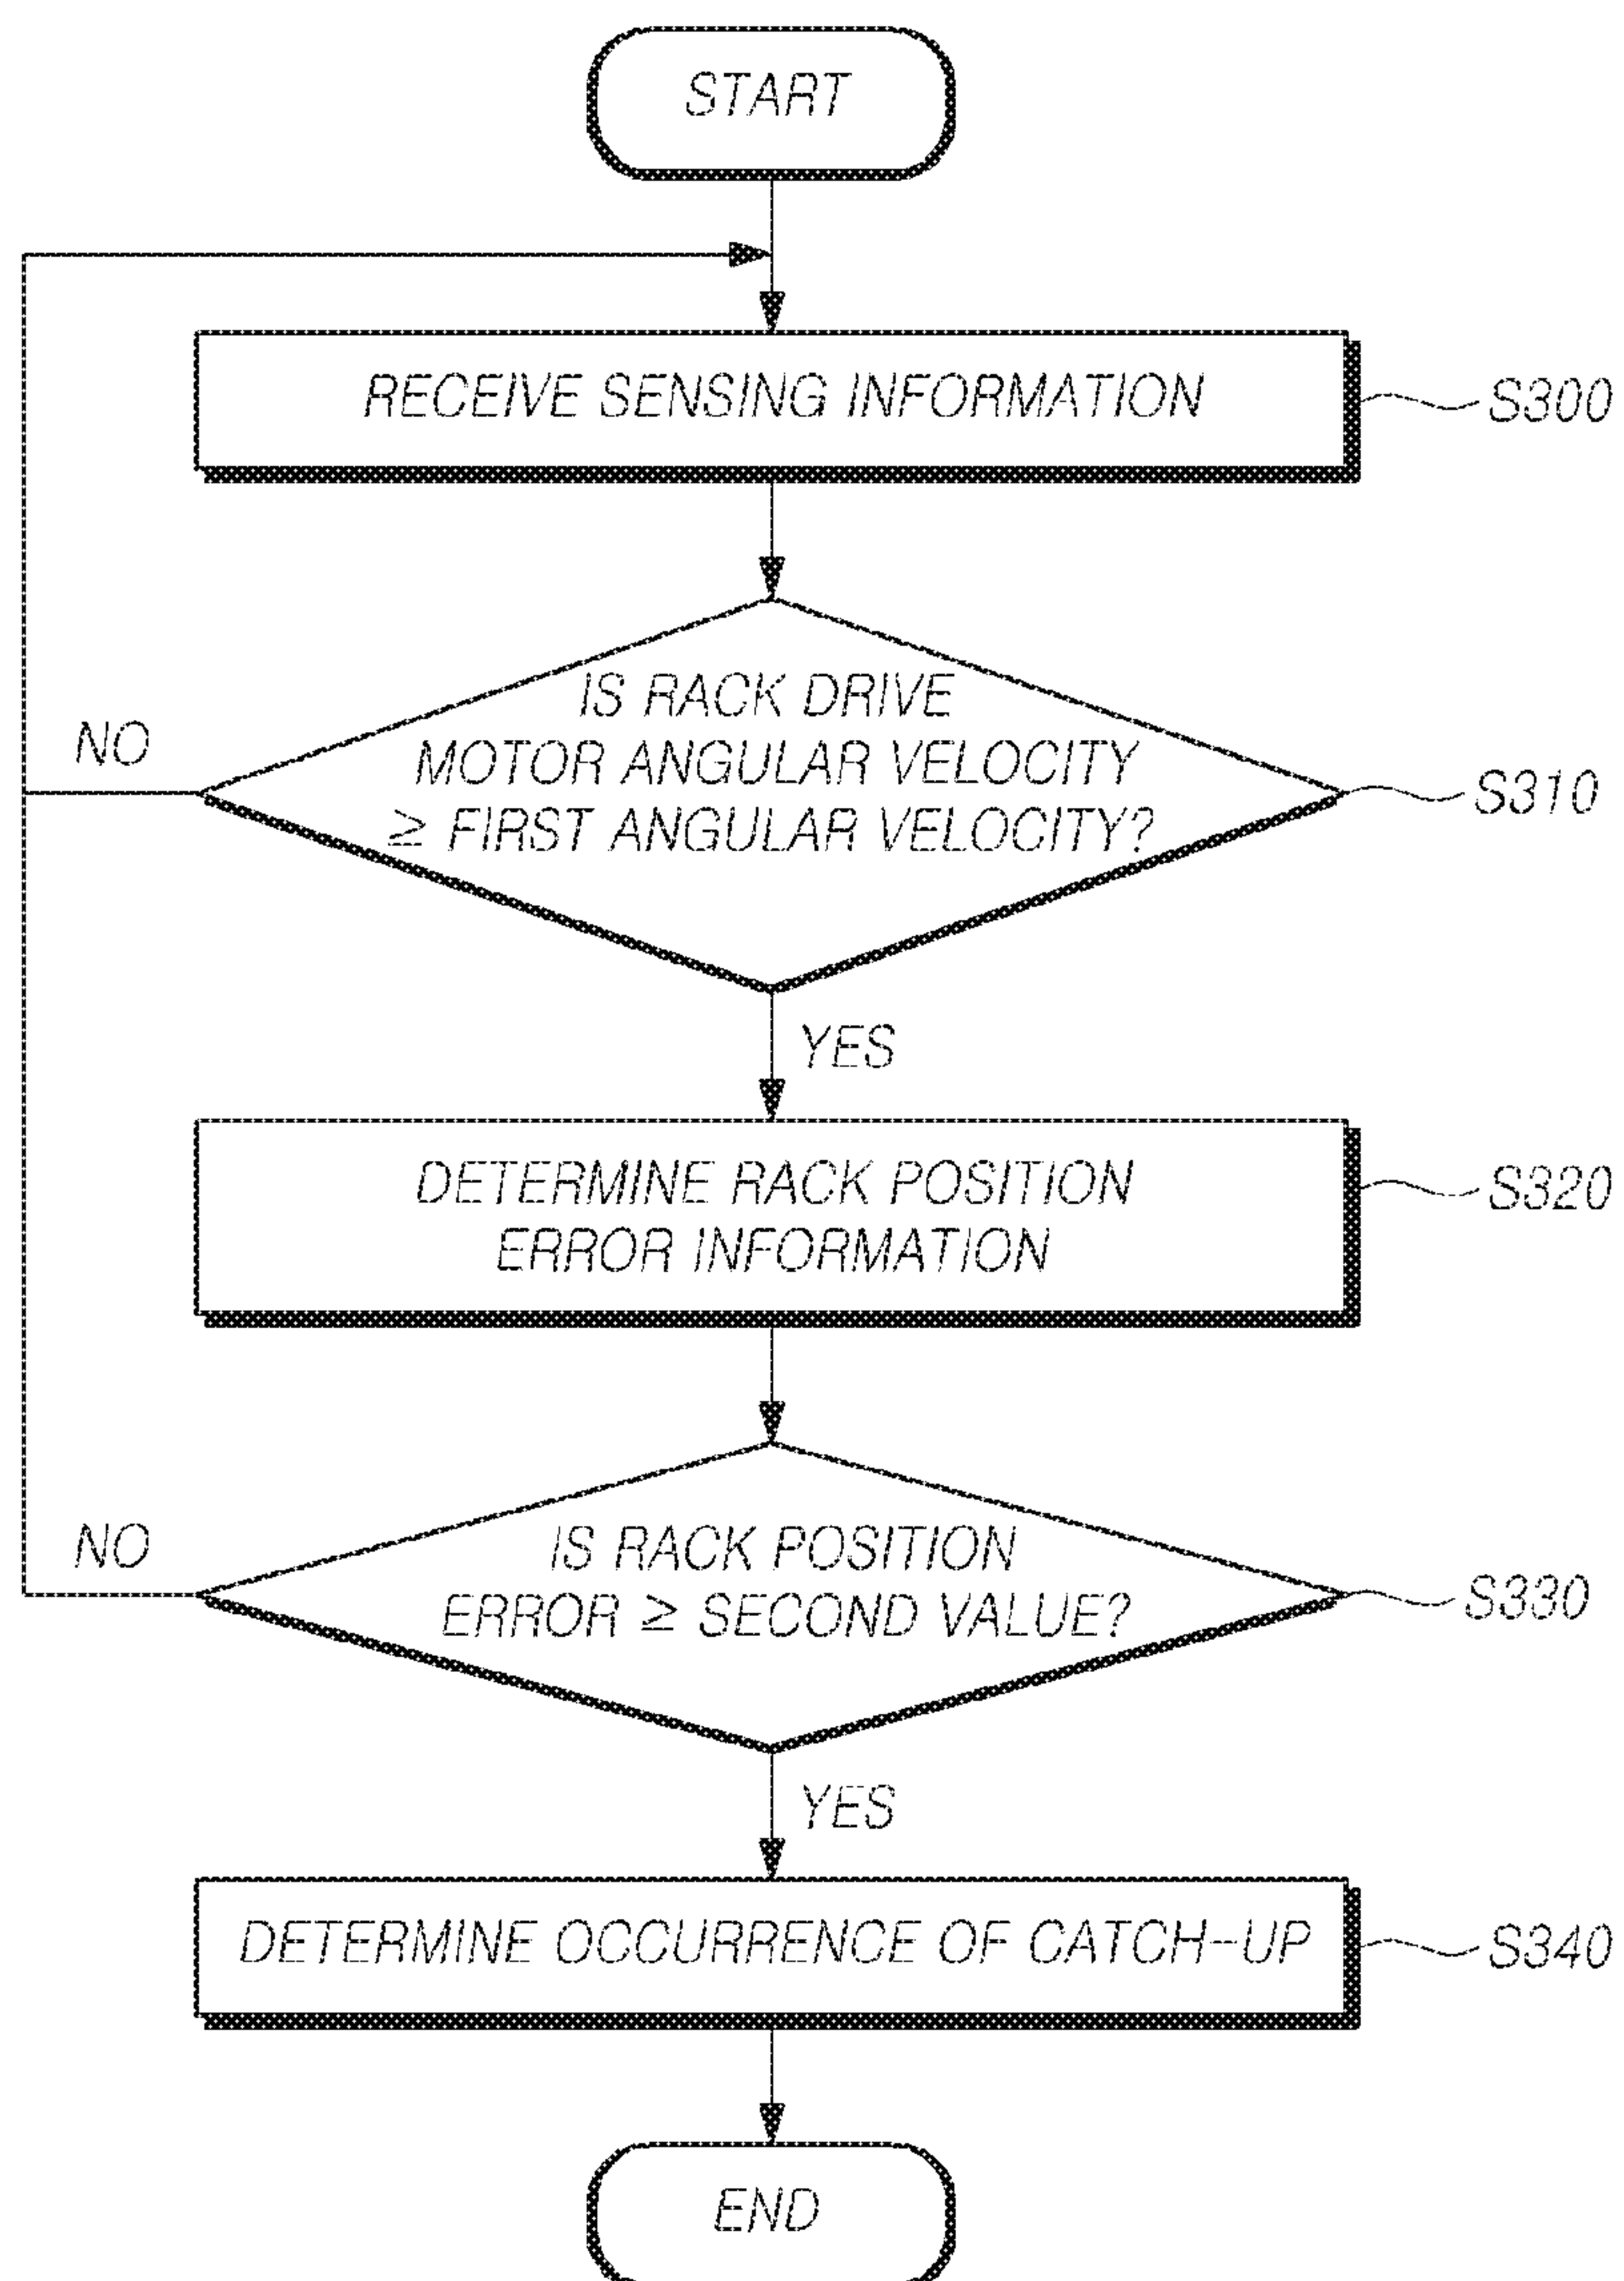 START
RECEIVE SENSING INFORMATION
S300
IS RACK DRIVE
MOTOR ANGULAR VELOCITY
≥ FIRST ANGULAR VELOCITY?
S310
NO
YES
DETERMINE RACK POSITION
ERROR INFORMATION
S320
IS RACK POSITION
ERROR ≥ SECOND VALUE?
S330
NO
YES
DETERMINE OCCURRENCE OF CATCH-UP
S340
END